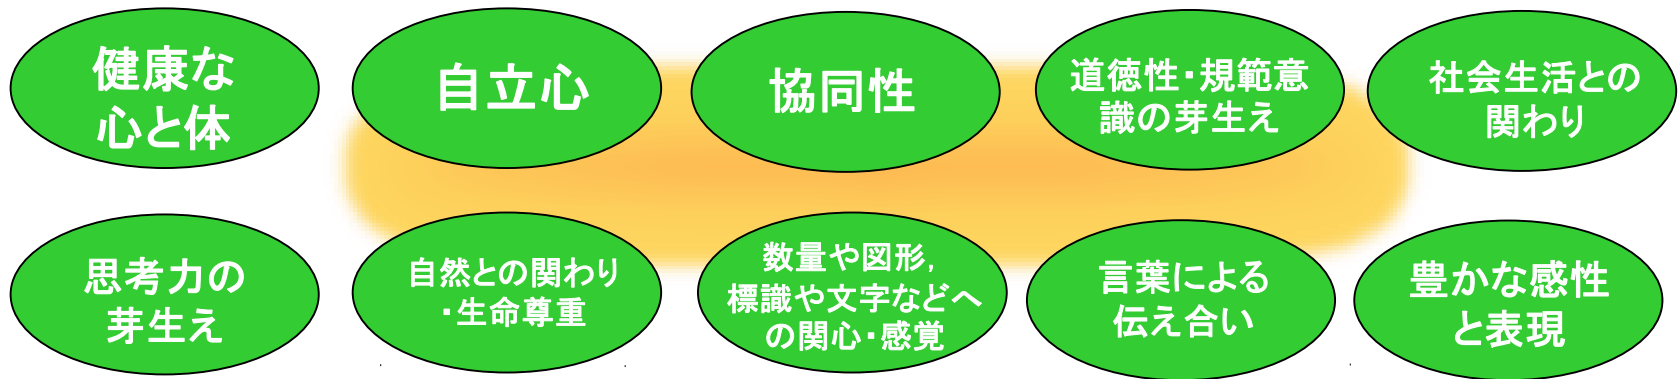 健康な
心と体
自立心
協同性
道徳性・規範意
識の芽生え
社会生活との
関わり
思考力の
芽生え
自然との関わり
・生命尊重
数量や図形,
標識や文字などへ
の関心・感覚
言葉による
伝え合い
豊かな感性
と表現